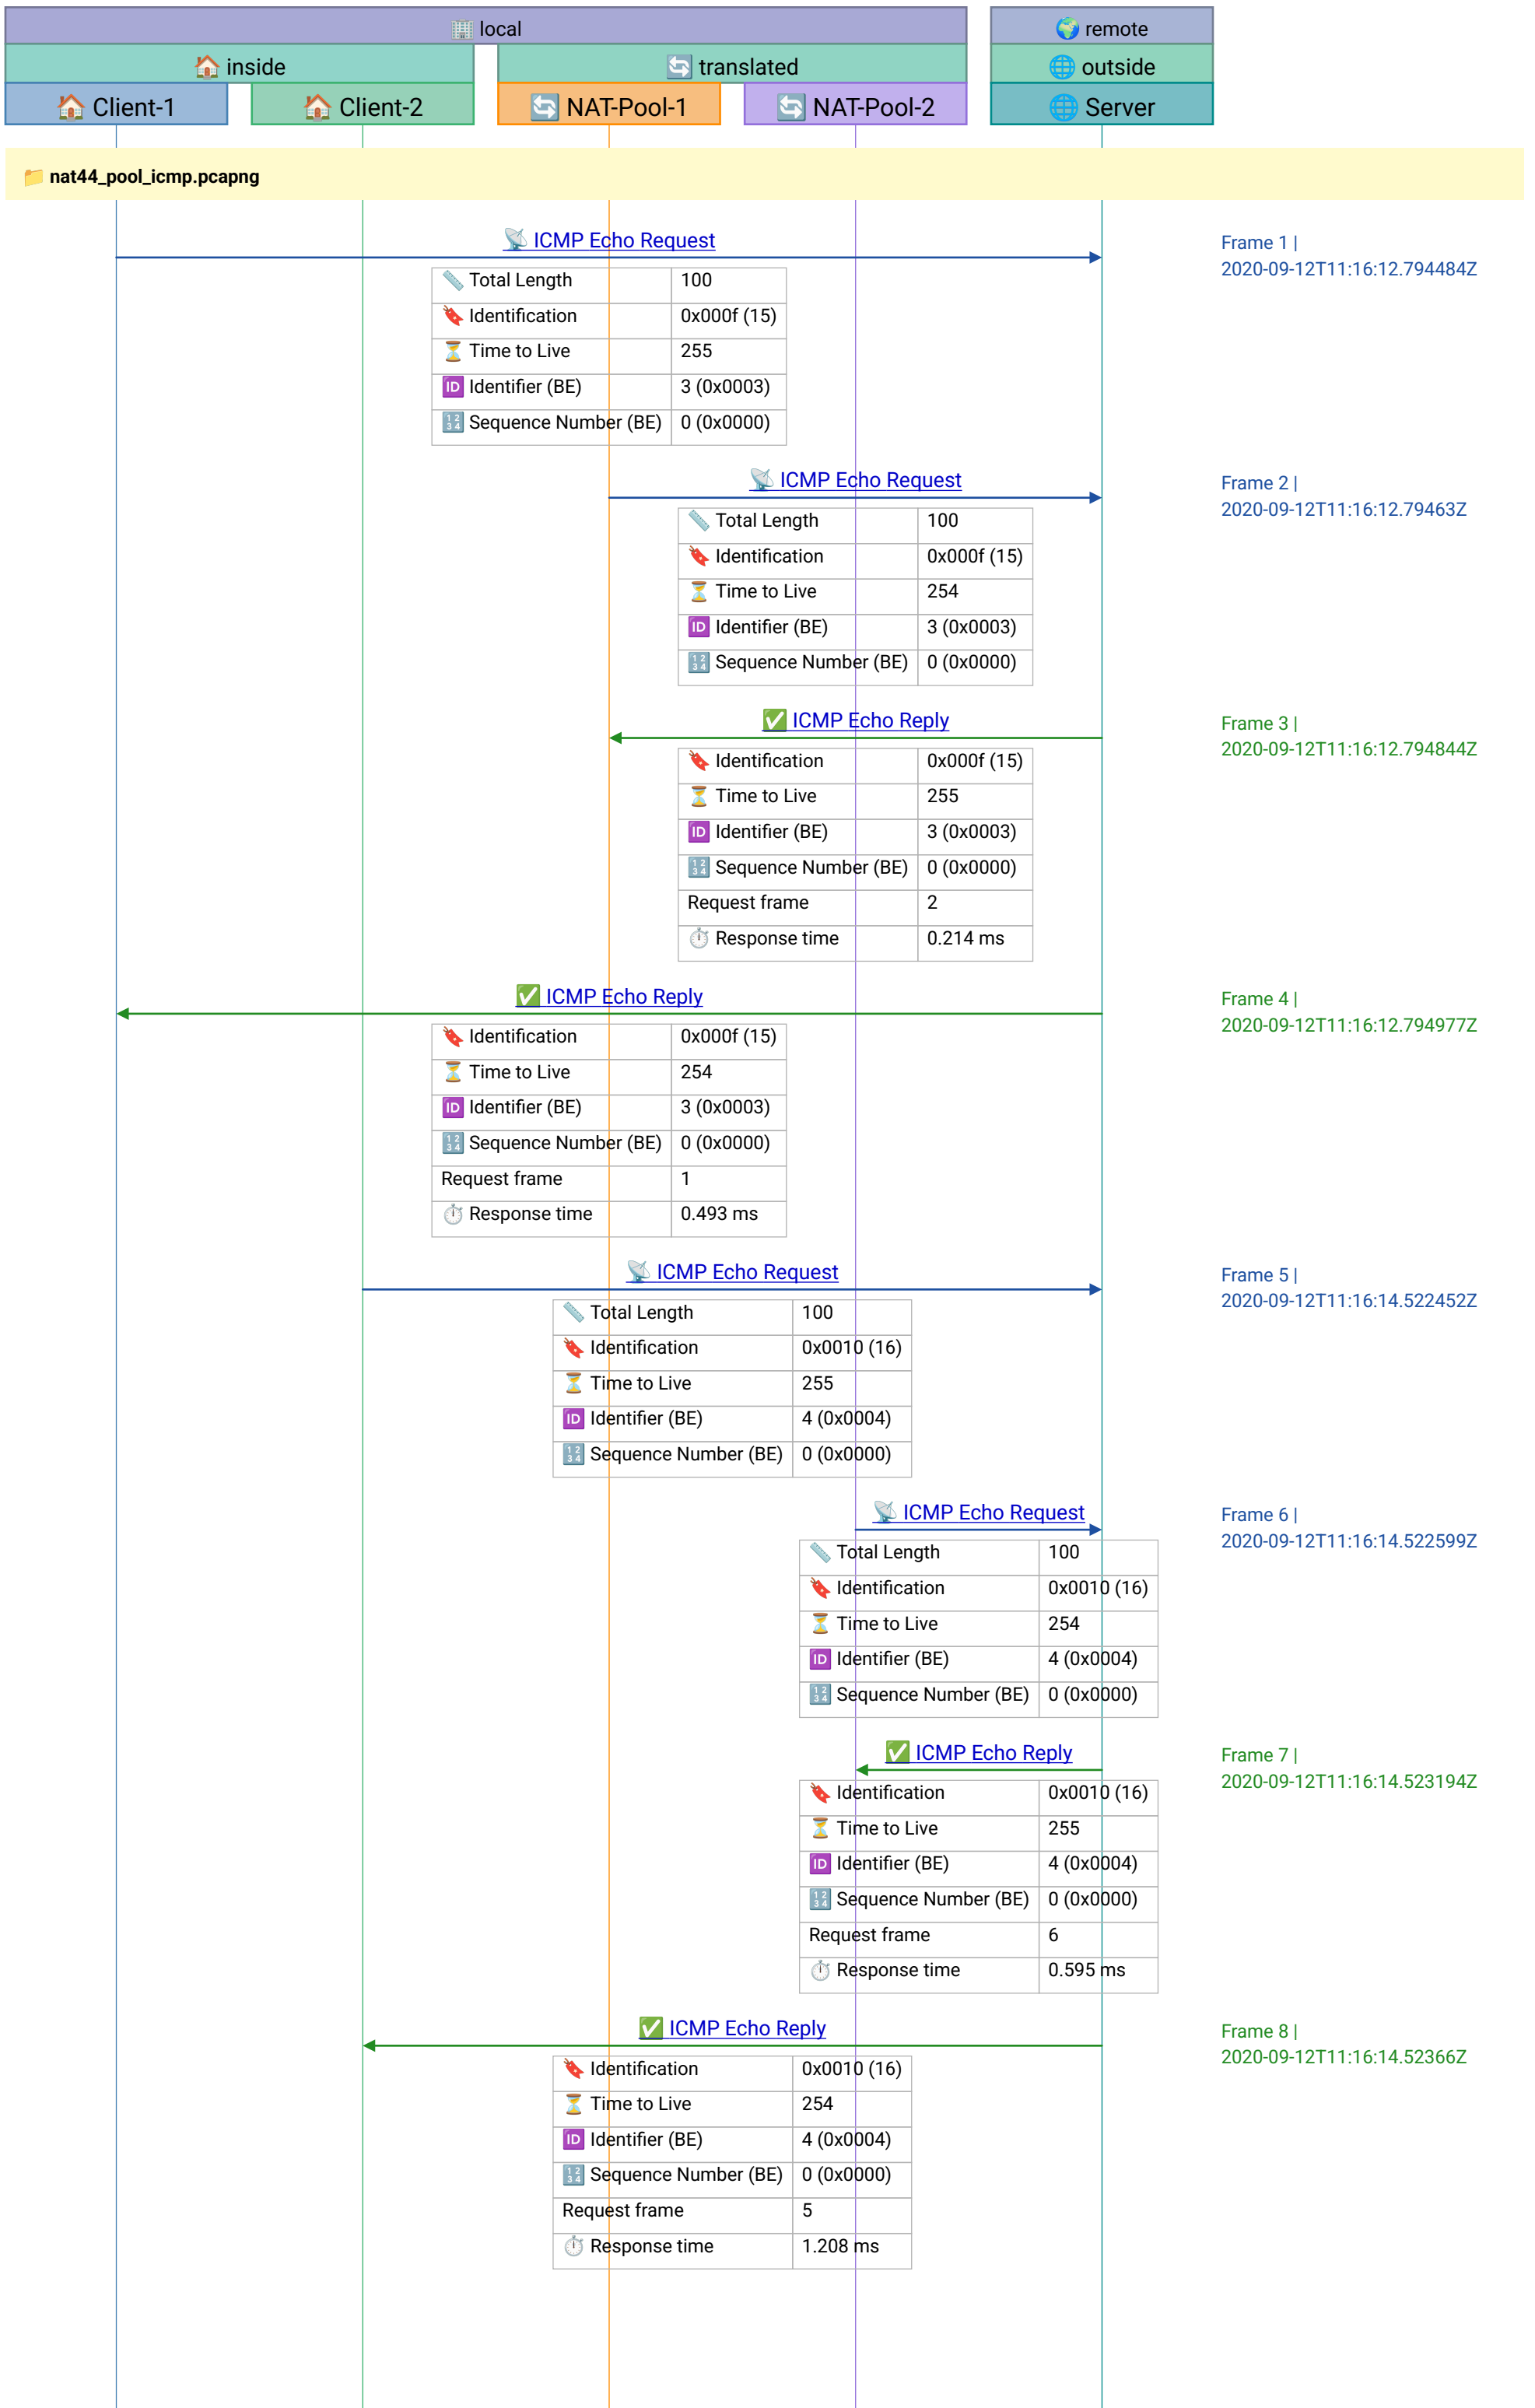 🏢 local
🌍 remote
🏠 inside
🔄 translated
🌐 outside
🏠 Client-1
🏠 Client-2
🔄 NAT-Pool-1
🔄 NAT-Pool-2
🌐 Server
📁 nat44_pool_icmp.pcapng
📡 ICMP Echo Request
Frame 1 |
2020-09-12T11:16:12.794484Z
📏 Total Length 100
🔖 Identification 0x000f (15)
⏳ Time to Live 255
🆔 Identifier (BE) 3 (0x0003)
🔢 Sequence Number (BE) 0 (0x0000)
📡 ICMP Echo Request
Frame 2 |
2020-09-12T11:16:12.79463Z
📏 Total Length 100
🔖 Identification 0x000f (15)
⏳ Time to Live 254
🆔 Identifier (BE) 3 (0x0003)
🔢 Sequence Number (BE) 0 (0x0000)
✅ ICMP Echo Reply
Frame 3 |
2020-09-12T11:16:12.794844Z
🔖 Identification 0x000f (15)
⏳ Time to Live 255
🆔 Identifier (BE) 3 (0x0003)
🔢 Sequence Number (BE) 0 (0x0000)
Request frame 2
⏱️ Response time 0.214 ms
✅ ICMP Echo Reply
Frame 4 |
2020-09-12T11:16:12.794977Z
🔖 Identification 0x000f (15)
⏳ Time to Live 254
🆔 Identifier (BE) 3 (0x0003)
🔢 Sequence Number (BE) 0 (0x0000)
Request frame 1
⏱️ Response time 0.493 ms
📡 ICMP Echo Request
Frame 5 |
2020-09-12T11:16:14.522452Z
📏 Total Length 100
🔖 Identification 0x0010 (16)
⏳ Time to Live 255
🆔 Identifier (BE) 4 (0x0004)
🔢 Sequence Number (BE) 0 (0x0000)
📡 ICMP Echo Request
Frame 6 |
2020-09-12T11:16:14.522599Z
📏 Total Length 100
🔖 Identification 0x0010 (16)
⏳ Time to Live 254
🆔 Identifier (BE) 4 (0x0004)
🔢 Sequence Number (BE) 0 (0x0000)
✅ ICMP Echo Reply
Frame 7 |
2020-09-12T11:16:14.523194Z
🔖 Identification 0x0010 (16)
⏳ Time to Live 255
🆔 Identifier (BE) 4 (0x0004)
🔢 Sequence Number (BE) 0 (0x0000)
Request frame 6
⏱️ Response time 0.595 ms
✅ ICMP Echo Reply
Frame 8 |
2020-09-12T11:16:14.52366Z
🔖 Identification 0x0010 (16)
⏳ Time to Live 254
🆔 Identifier (BE) 4 (0x0004)
🔢 Sequence Number (BE) 0 (0x0000)
Request frame 5
⏱️ Response time 1.208 ms